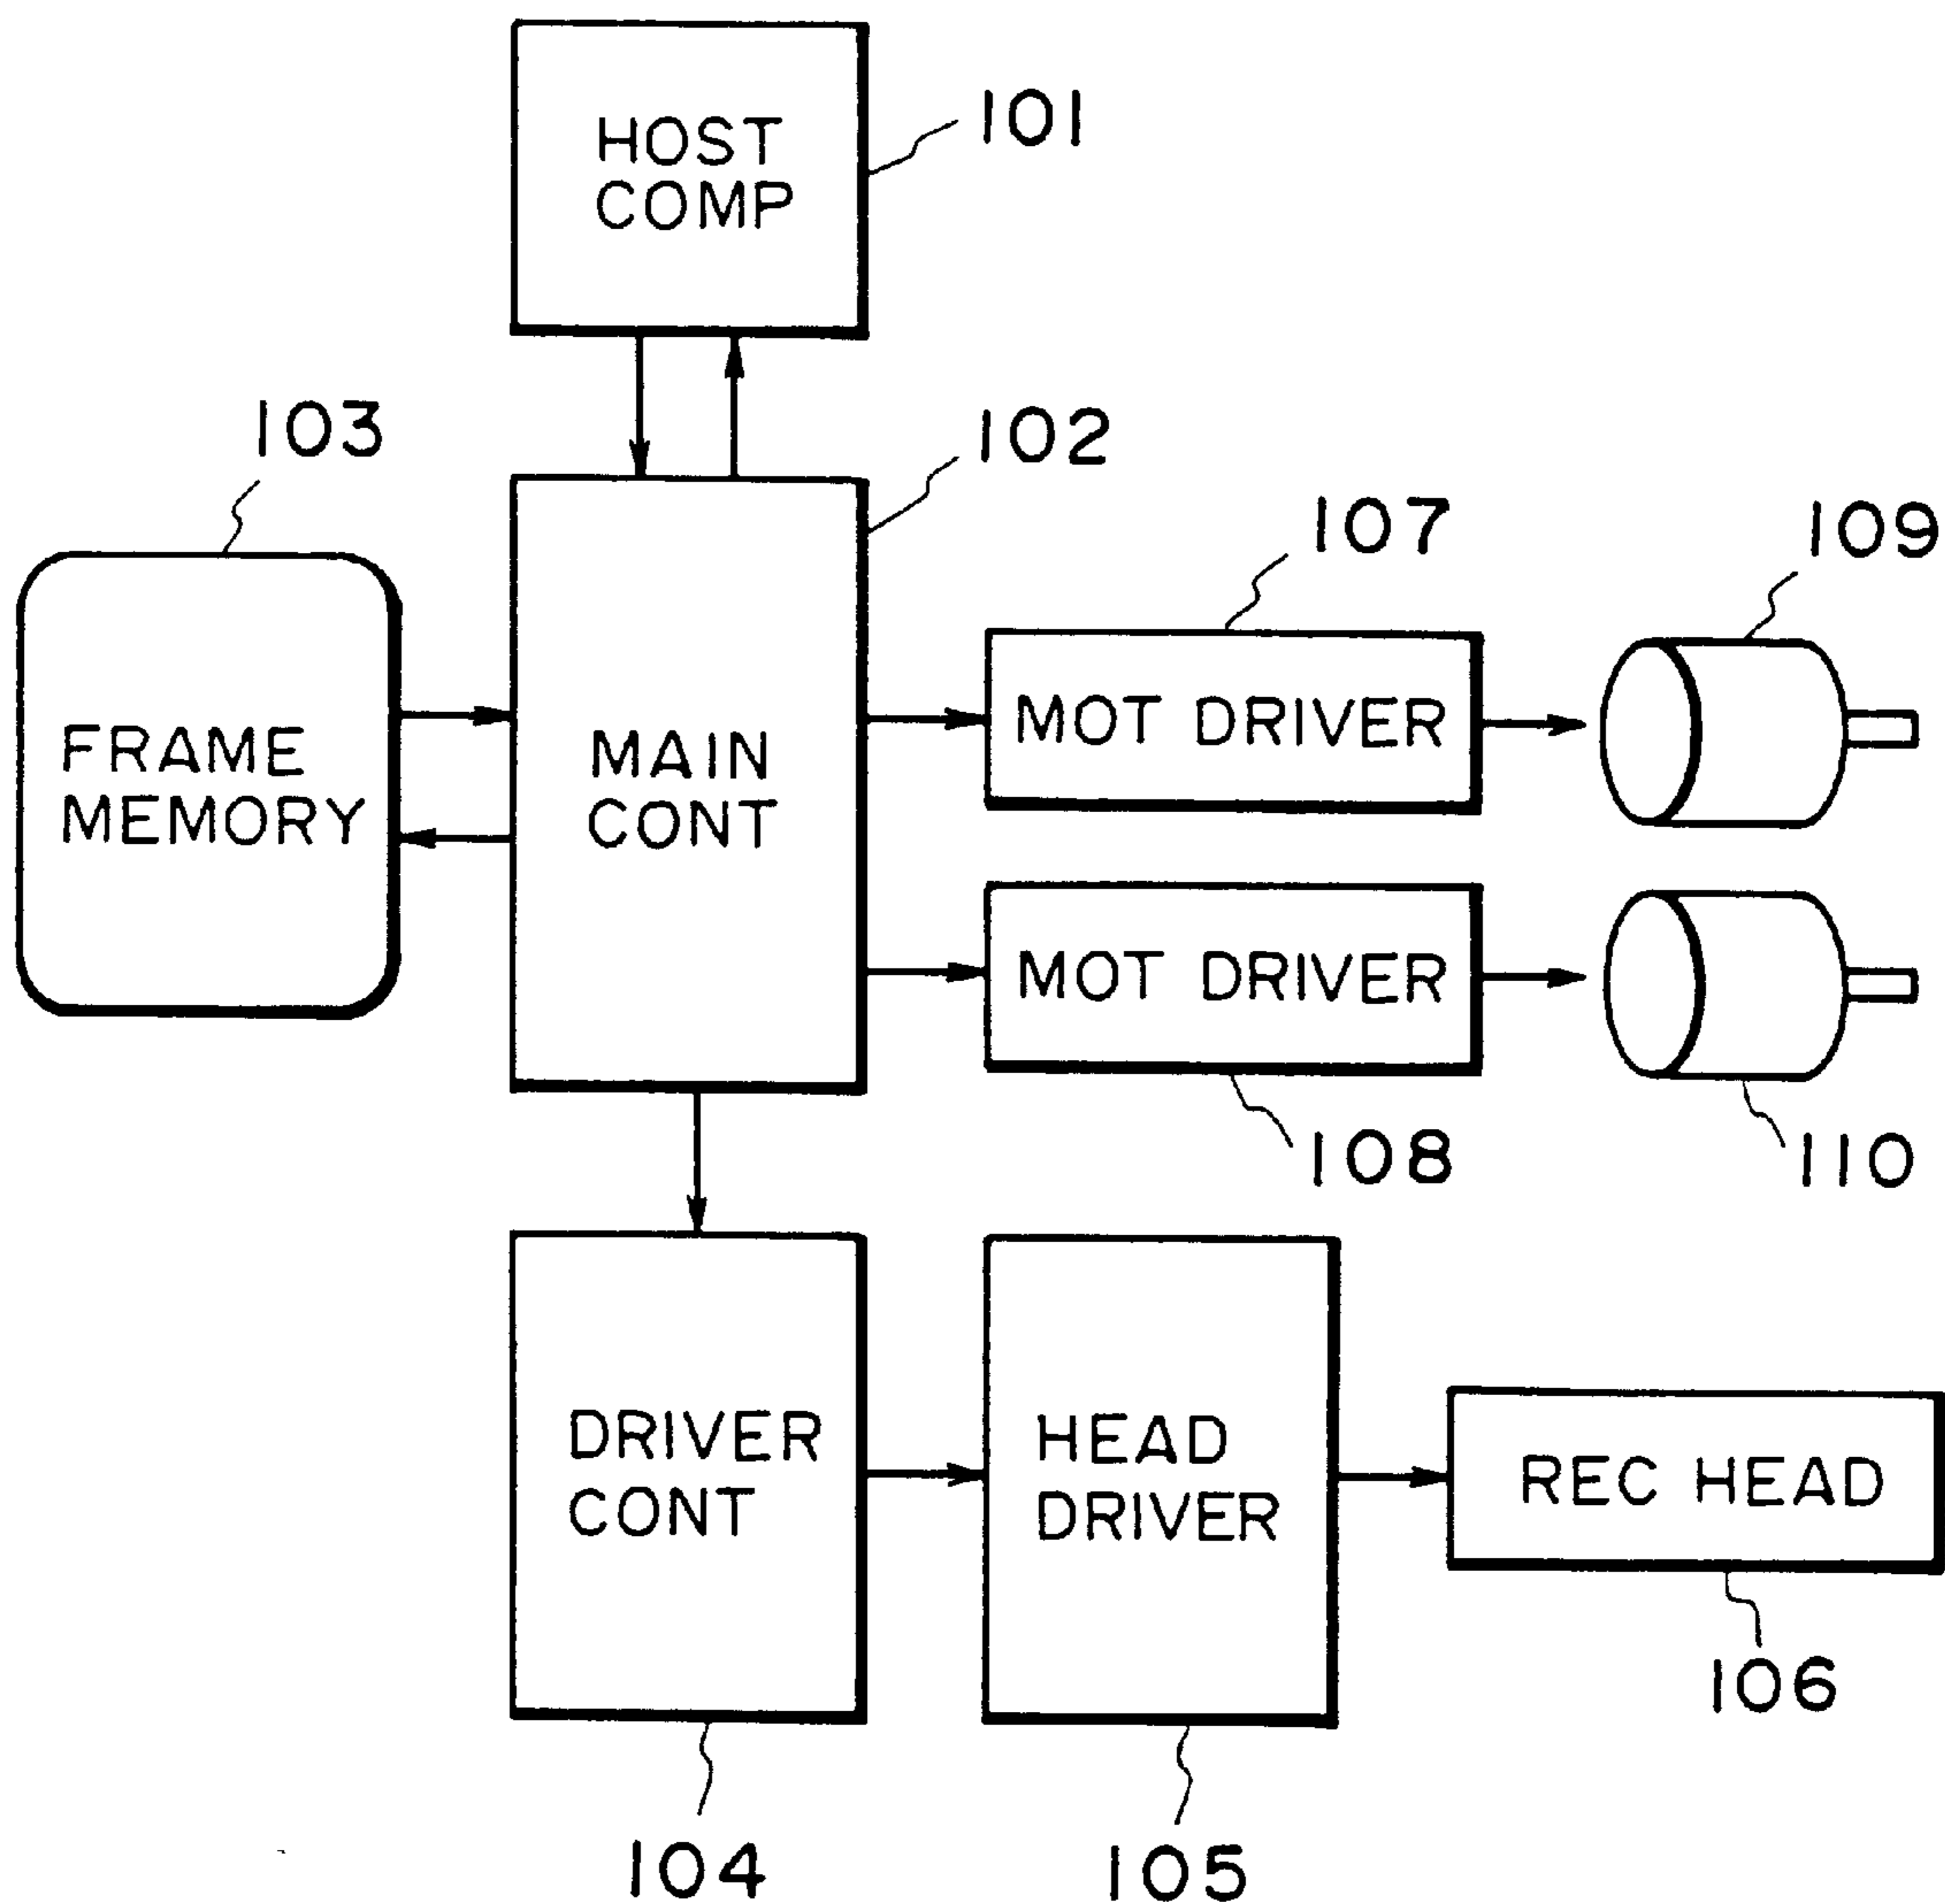 HOST
COMP
101
103
102
107
109
FRAME
MEMORY
MAIN
CONT
MOT DRIVER
MOT DRIVER
108
110
DRIVER
CONT
HEAD
DRIVER
REC HEAD
106
104
105